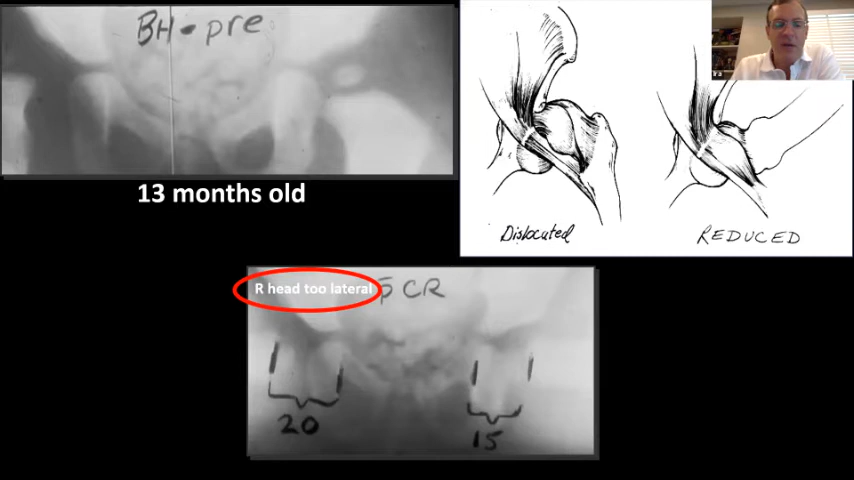 BH-pre
13 months old
Dislocated
REDUCED
R head too lateral
p̄ CR
20
15